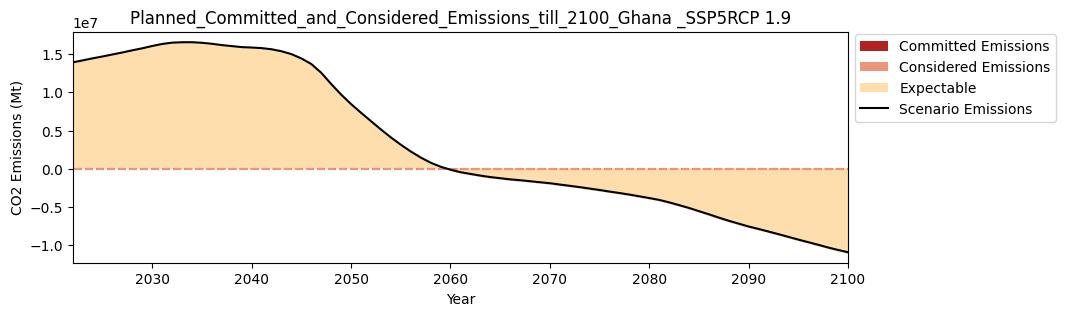 Planned_Committed_and_Considered_Emissions_till_2100_Ghana _SSP5RCP 1.9
1e7
1.5
1.0
0.5
0.0
−0.5
−1.0
CO2 Emissions (Mt)
2030 2040 2050 2060 2070 2080 2090 2100
Year
Committed Emissions
Considered Emissions
Expectable
Scenario Emissions